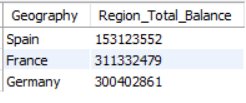 Geography Region_Total_Balance
Spain 153123552
France 311332479
Germany 300402861